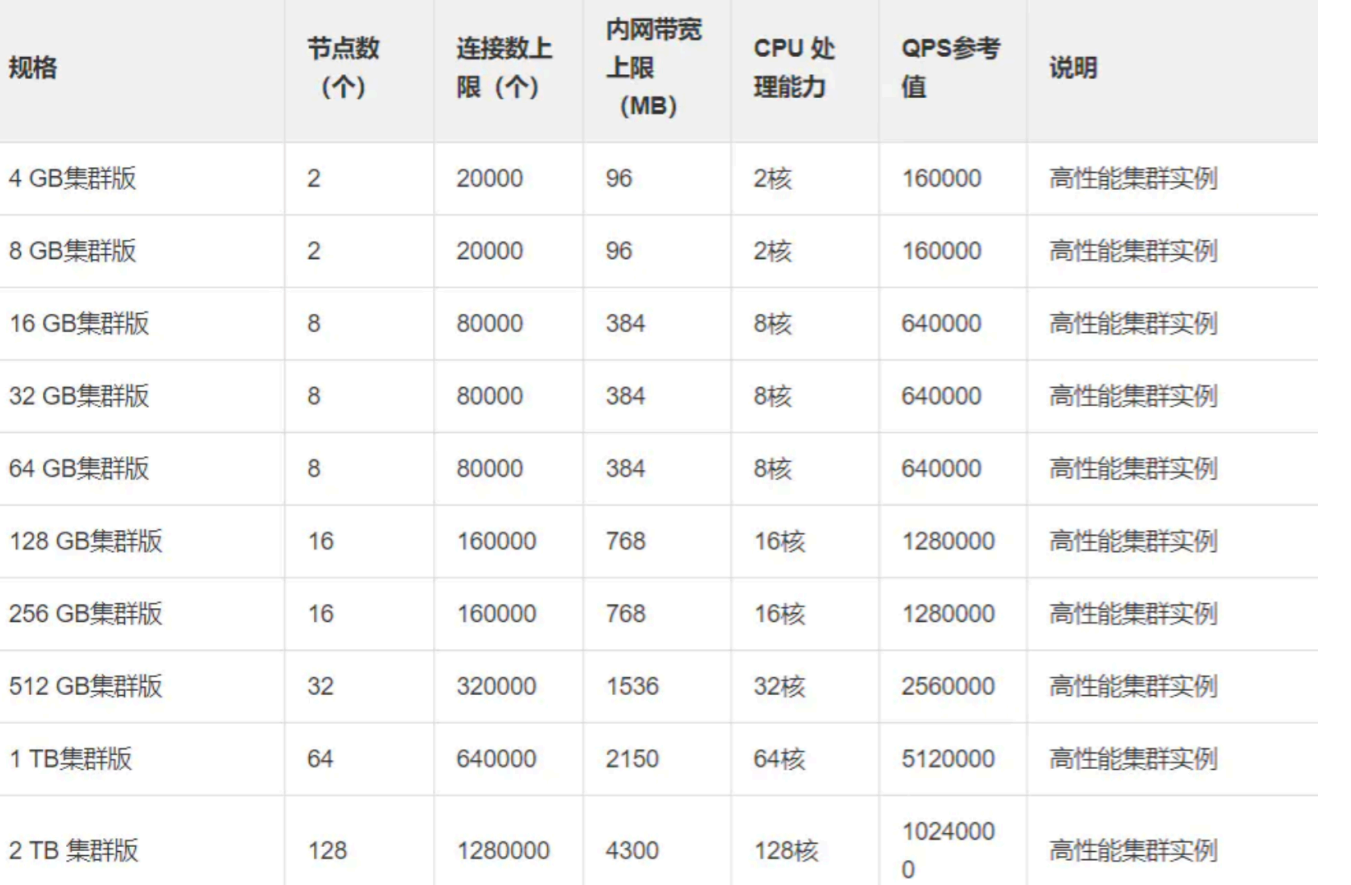 规格 节点数（个） 连接数上限（个） 内网带宽上限（MB） CPU 处理能力 QPS参考值 说明
4 GB集群版 2 20000 96 2核 160000 高性能集群实例
8 GB集群版 2 20000 96 2核 160000 高性能集群实例
16 GB集群版 8 80000 384 8核 640000 高性能集群实例
32 GB集群版 8 80000 384 8核 640000 高性能集群实例
64 GB集群版 8 80000 384 8核 640000 高性能集群实例
128 GB集群版 16 160000 768 16核 1280000 高性能集群实例
256 GB集群版 16 160000 768 16核 1280000 高性能集群实例
512 GB集群版 32 320000 1536 32核 2560000 高性能集群实例
1 TB集群版 64 640000 2150 64核 5120000 高性能集群实例
2 TB 集群版 128 1280000 4300 128核 10240000 高性能集群实例